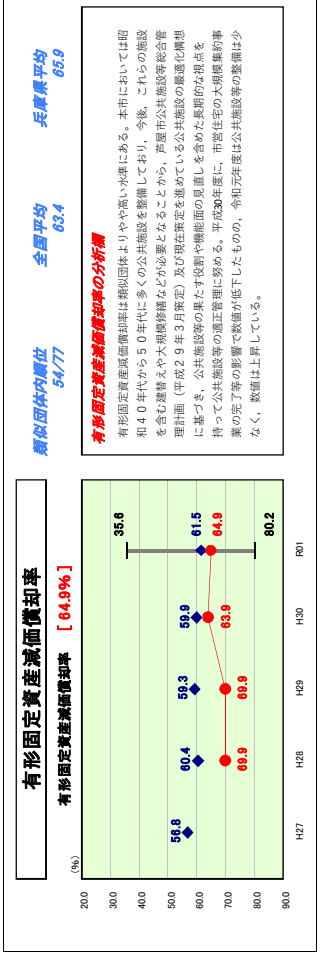 有形固定資産減価償却率
有形固定資産減価償却率　[ 64.9% ]
類似団体内順位
54/77
全国平均
63.4
兵庫県平均
65.9
(%)
20.0
30.0
40.0
50.0
60.0
70.0
80.0
90.0
56.8
60.4
59.3
59.9
61.5
69.9
69.9
63.9
64.9
35.6
80.2
H27
H28
H29
H30
R01
有形固定資産減価償却率の分析欄
有形固定資産減価償却率は類似団体よりやや高い水準にある。本市においては昭
和４０年代から５０年代に多くの公共施設を整備しており、今後、これらの施設
を含む建替えや大規模修繕などが必要となることから、芦屋市公共施設等総合管
理計画（平成２９年３月策定）及び現在策定を進めている公共施設の最適化構想
に基づき、公共施設等の果たす役割や機能面の見直しを含めた長期的な視点を
持って公共施設等の適正管理に努める。平成30年度に、市営住宅の大規模集約事
業の完了等の影響で数値が低下したものの、令和元年度は公共施設等の整備は少
なく、数値は上昇している。